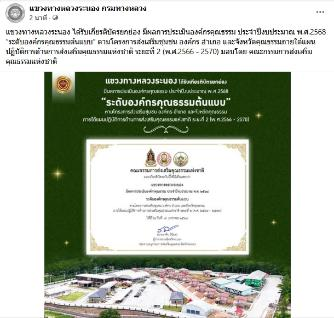 แขวงทางหลวงระยอง กรมทางหลวง
2 นาที
แขวงทางหลวงระยอง ได้รับเกียรติบัตรยกย่อง มีผลการประเมินองค์กรคุณธรรม ประจำปีงบประมาณ พ.ศ.2568
"ระดับองค์กรคุณธรรมต้นแบบ" ตามโครงการส่งเสริมชุมชน องค์กร อำเภอ และจังหวัดคุณธรรมภายใต้แผน
ปฏิบัติการด้านการส่งเสริมคุณธรรมแห่งชาติ ระยะที่ 2 (พ.ศ.2566 - 2570) มอบโดย คณะกรรมการส่งเสริม
คุณธรรมแห่งชาติ
แขวงทางหลวงระยอง ได้รับเกียรติบัตรยกย่อง
มีผลการประเมินองค์กรคุณธรรม ประจำปีงบประมาณ พ.ศ.2568
"ระดับองค์กรคุณธรรมต้นแบบ"
ตามโครงการส่งเสริมชุมชน องค์กร อำเภอ และจังหวัดคุณธรรม
ภายใต้แผนปฏิบัติการด้านการส่งเสริมคุณธรรมแห่งชาติ ระยะที่ 2 (พ.ศ. 2566 - 2570)
คณะกรรมการส่งเสริมคุณธรรมแห่งชาติ